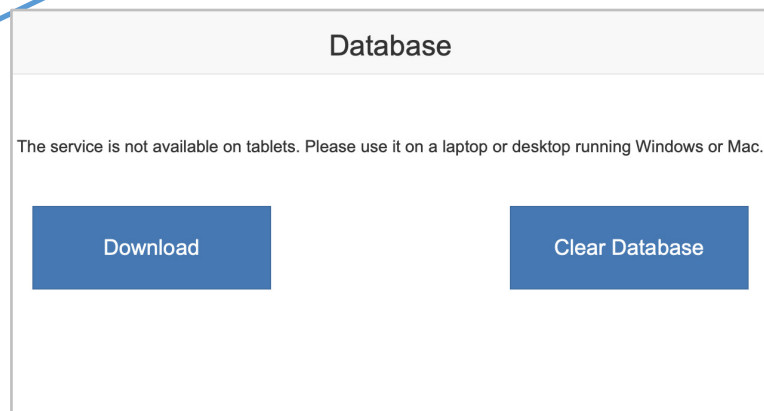 Database
The service is not available on tablets. Please use it on a laptop or desktop running Windows or Mac.
Download
Clear Database